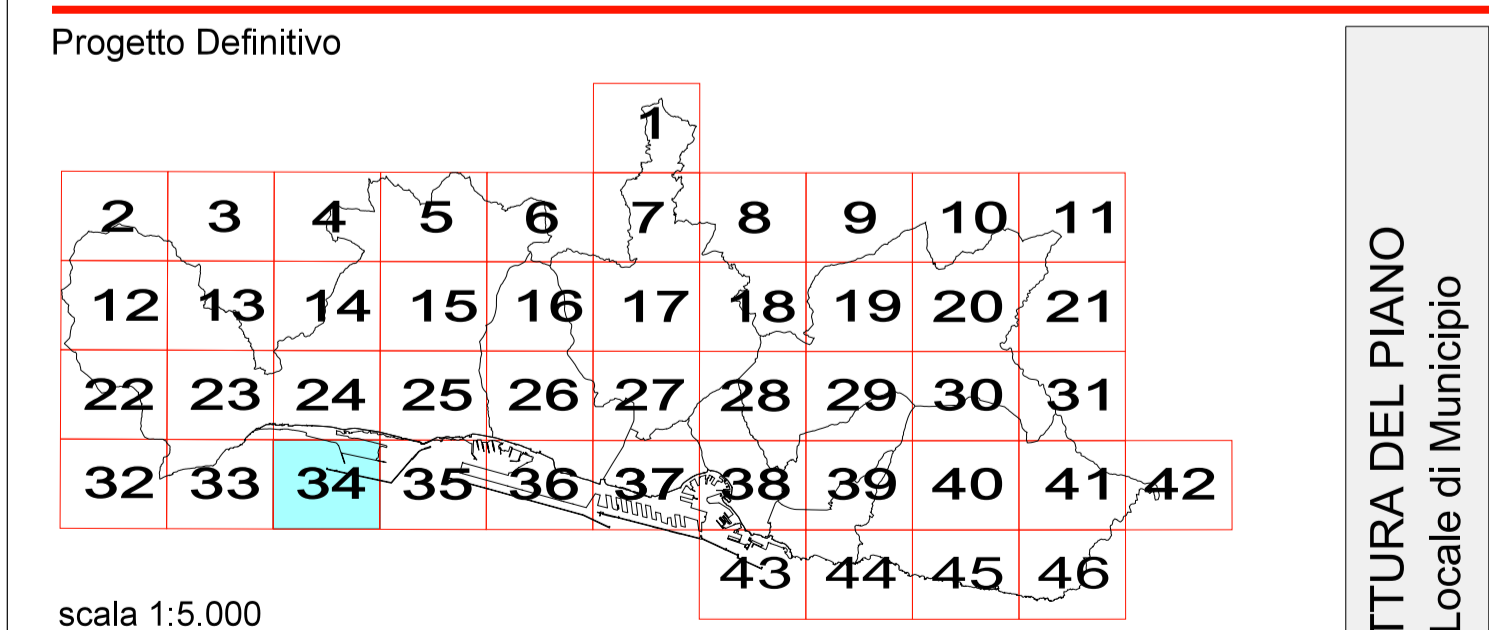 Progetto Definitivo
1
2 3 4 5 6 7 8 9 10 11
12 13 14 15 16 17 18 19 20 21
22 23 24 25 26 27 28 29 30 31
32 33 34 35 36 37 38 39 40 41 42
43 44 45 46
scala 1:5.000
TTURA DEL PIANO
Locale di Municipio